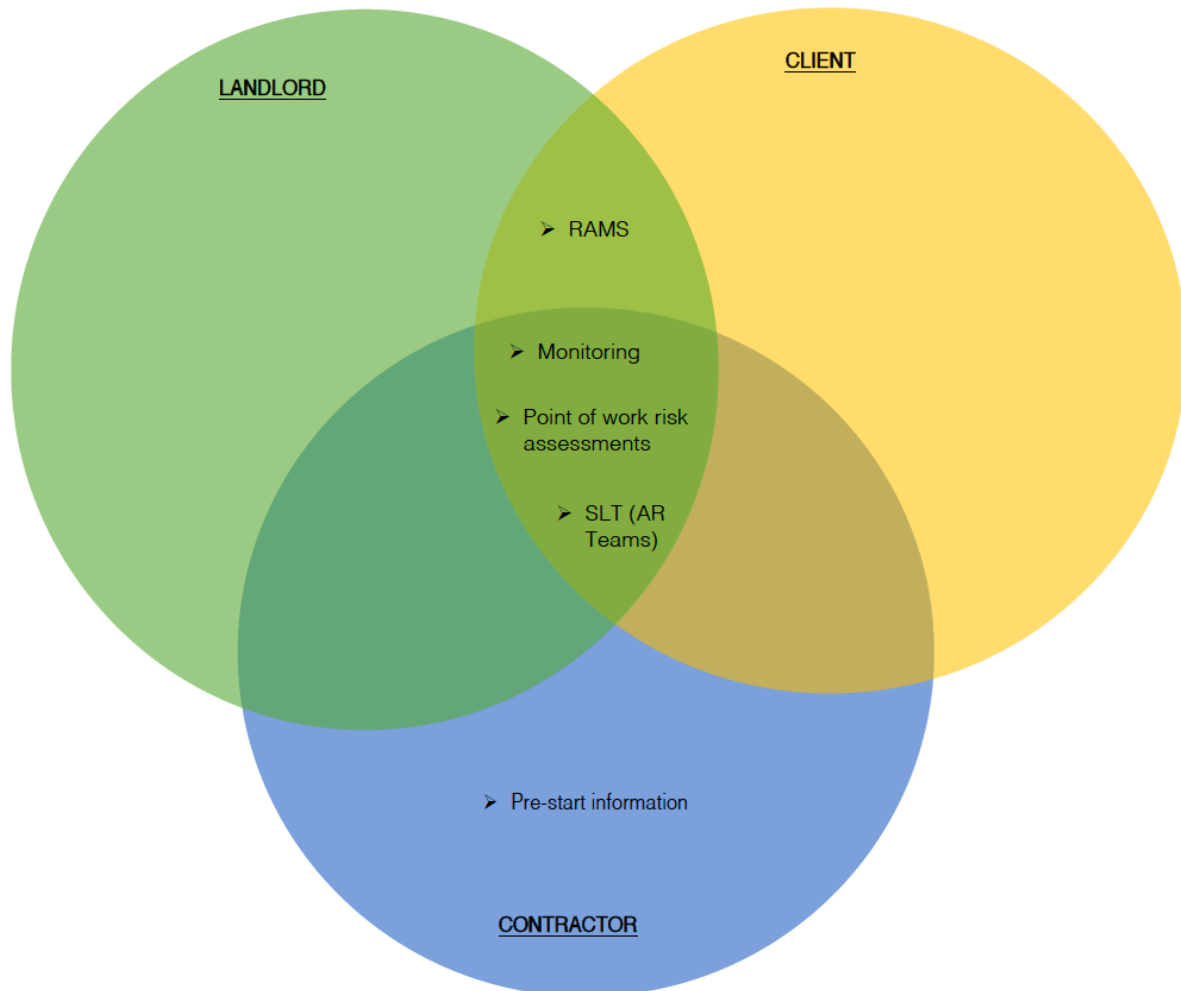 CLIENT
LANDLORD
➢ RAMS
➢ Monitoring
➢ Point of work risk
assessments
➢ SLT (AR
Teams)
➢ Pre-start information
CONTRACTOR